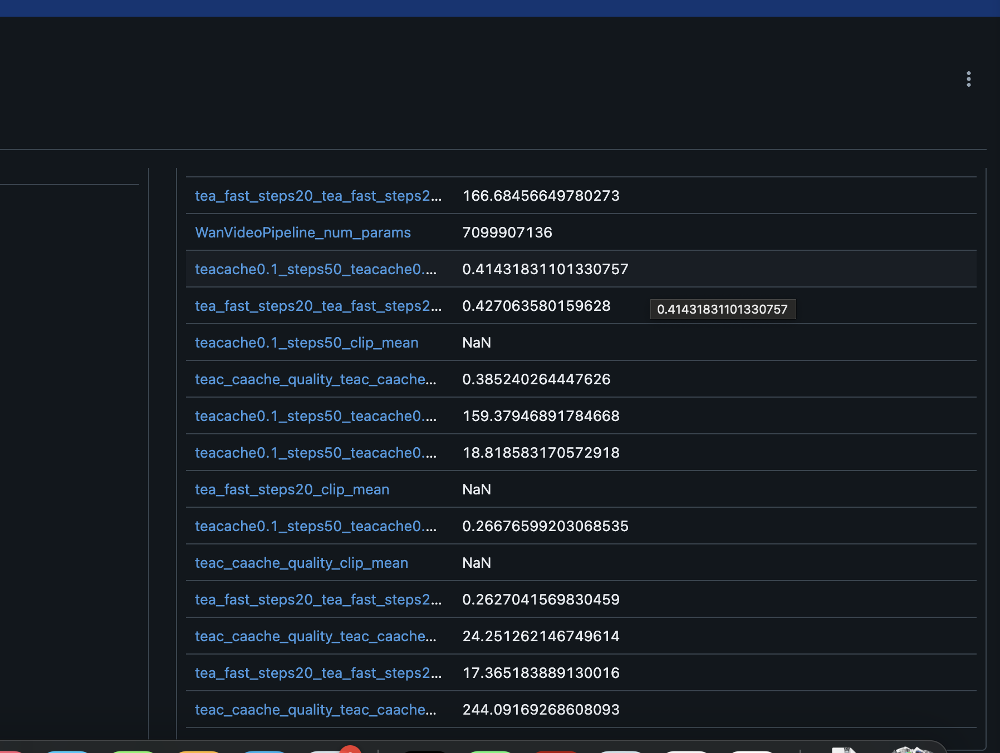 tea_fast_steps20_tea_fast_steps2... 166.68456649780273
WanVideoPipeline_num_params 7099907136
teacache0.1_steps50_teacache0.... 0.41431831101330757
tea_fast_steps20_tea_fast_steps2... 0.427063580159628
0.41431831101330757
teacache0.1_steps50_clip_mean NaN
teac_caache_quality_teac_caache... 0.385240264447626
teacache0.1_steps50_teacache0.... 159.37946891784668
teacache0.1_steps50_teacache0.... 18.818583170572918
tea_fast_steps20_clip_mean NaN
teacache0.1_steps50_teacache0.... 0.26676599203068535
teac_caache_quality_clip_mean NaN
tea_fast_steps20_tea_fast_steps2... 0.2627041569830459
teac_caache_quality_teac_caache... 24.251262146749614
tea_fast_steps20_tea_fast_steps2... 17.365183889130016
teac_caache_quality_teac_caache... 244.09169268608093